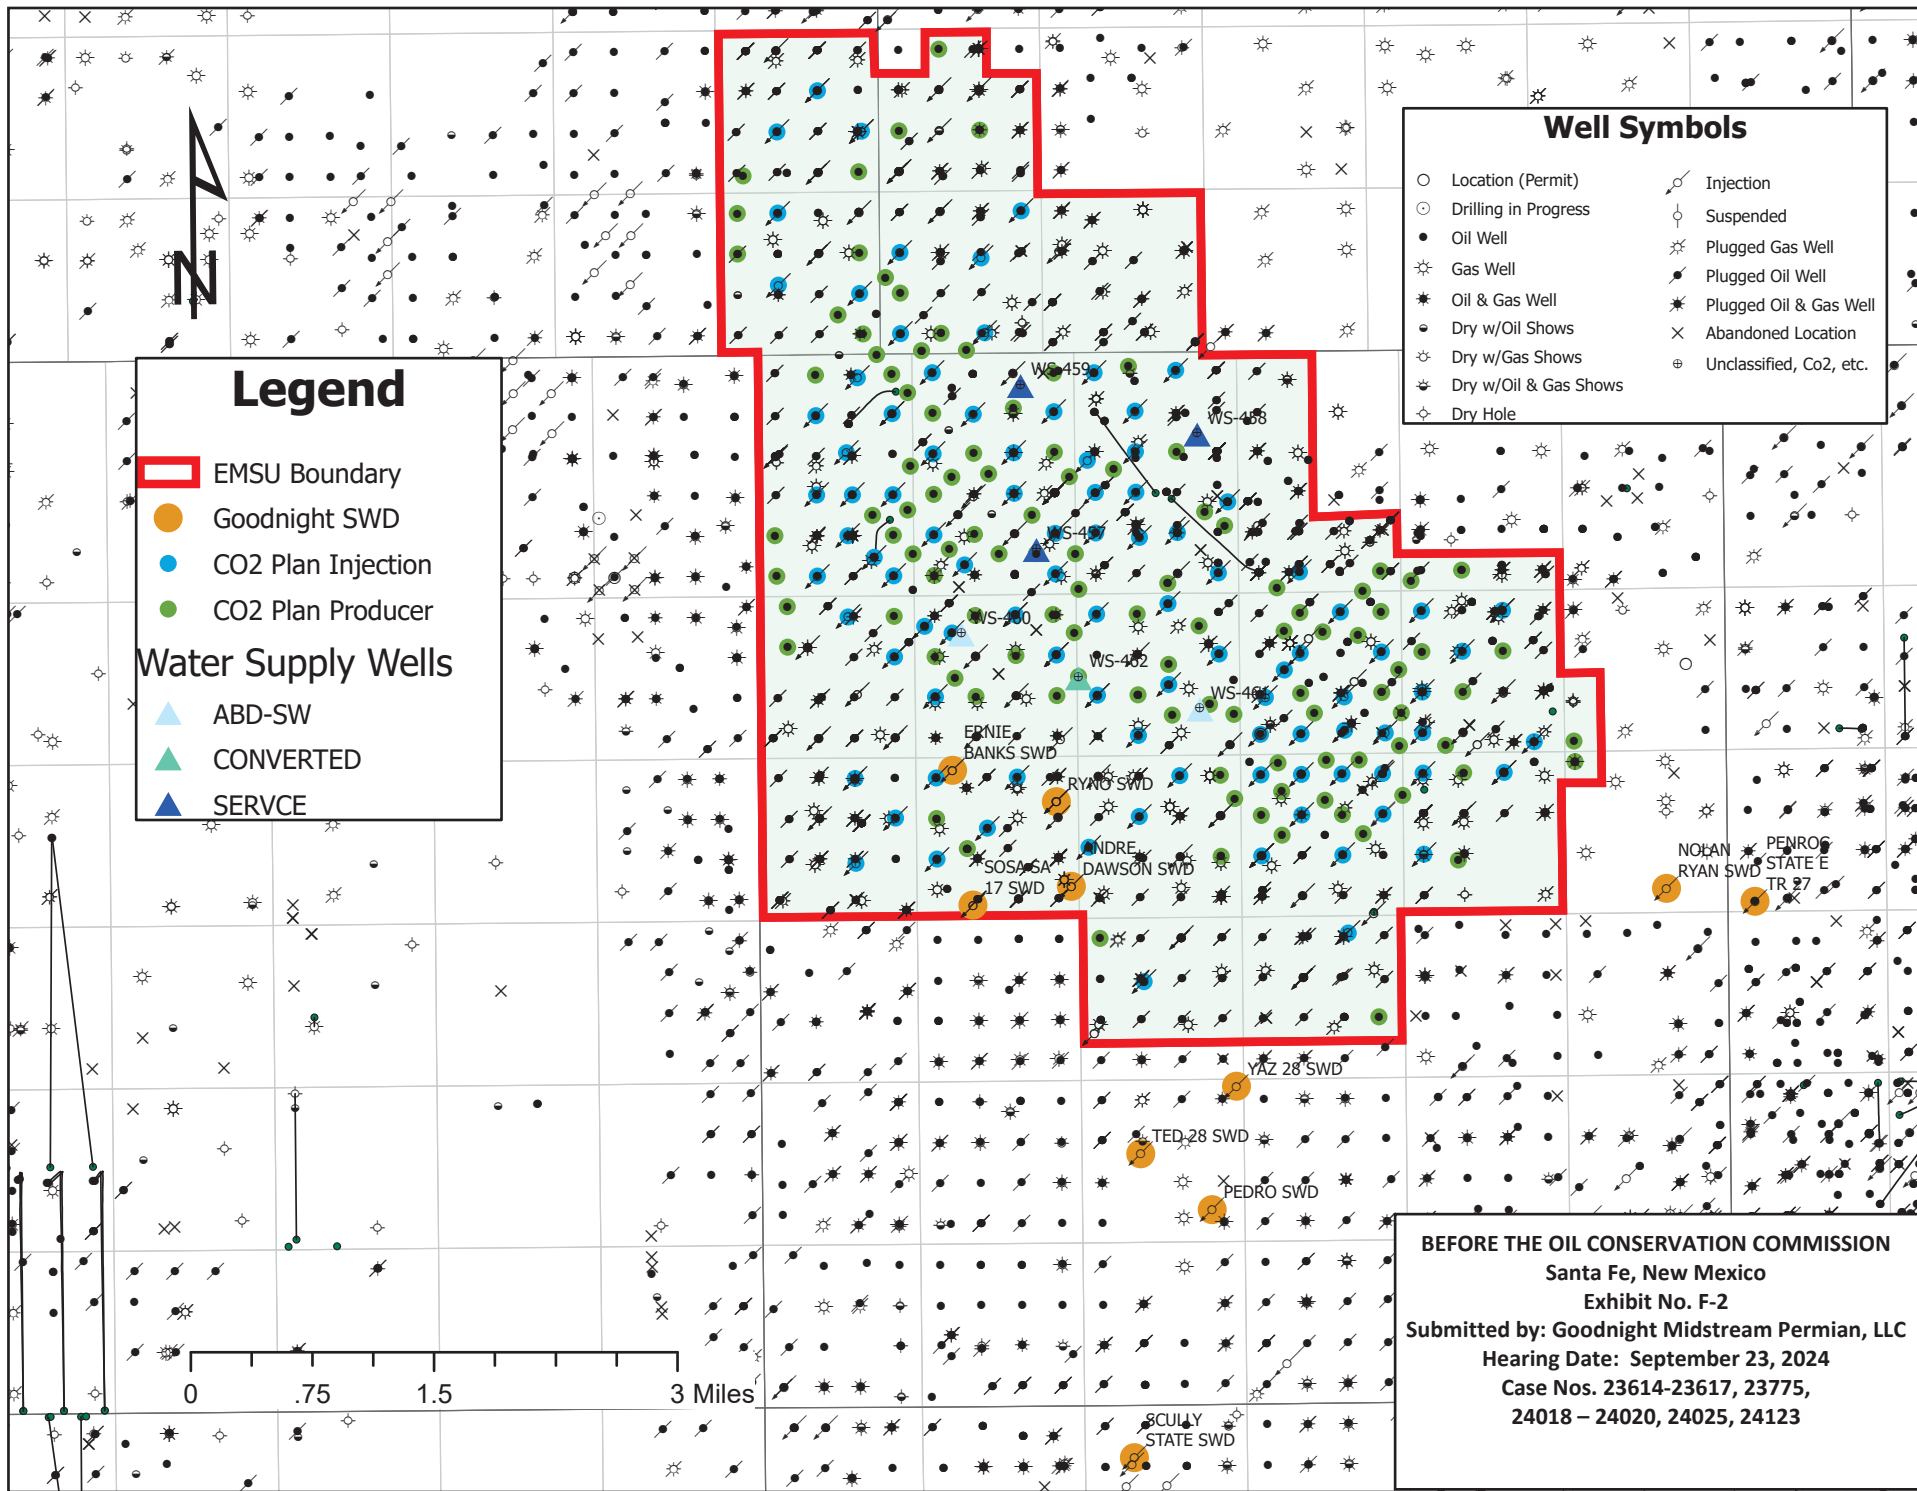 Well Symbols
Location (Permit)
Drilling in Progress
Oil Well
Gas Well
Oil & Gas Well
Dry w/Oil Shows
Dry w/Gas Shows
Dry w/Oil & Gas Shows
Dry Hole
Injection
Suspended
Plugged Gas Well
Plugged Oil Well
Plugged Oil & Gas Well
Abandoned Location
Unclassified, Co2, etc.
N
Legend
EMSU Boundary
Goodnight SWD
CO2 Plan Injection
CO2 Plan Producer
Water Supply Wells
ABD-SW
CONVERTED
SERVCE
WS-459
WS-458
WS-457
WS-460
WS-462
WS-461
ERNIE
BANKS SWD
RYNO SWD
ANDRE
DAWSON SWD
SOSA SA
17 SWD
NOLAN
RYAN SWD
PENROC
STATE E
TR 27
YAZ 28 SWD
TED 28 SWD
PEDRO SWD
SCULLY
STATE SWD
0 .75 1.5 3 Miles
BEFORE THE OIL CONSERVATION COMMISSION
Santa Fe, New Mexico
Exhibit No. F-2
Submitted by: Goodnight Midstream Permian, LLC
Hearing Date: September 23, 2024
Case Nos. 23614-23617, 23775,
24018 – 24020, 24025, 24123